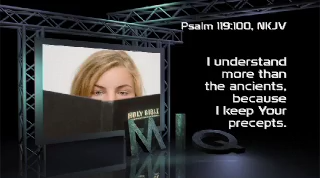 Psalm 119:100, NKJV
I understand
more than
the ancients,
because
I keep Your
precepts.
HOLY BIBLE
M I Q